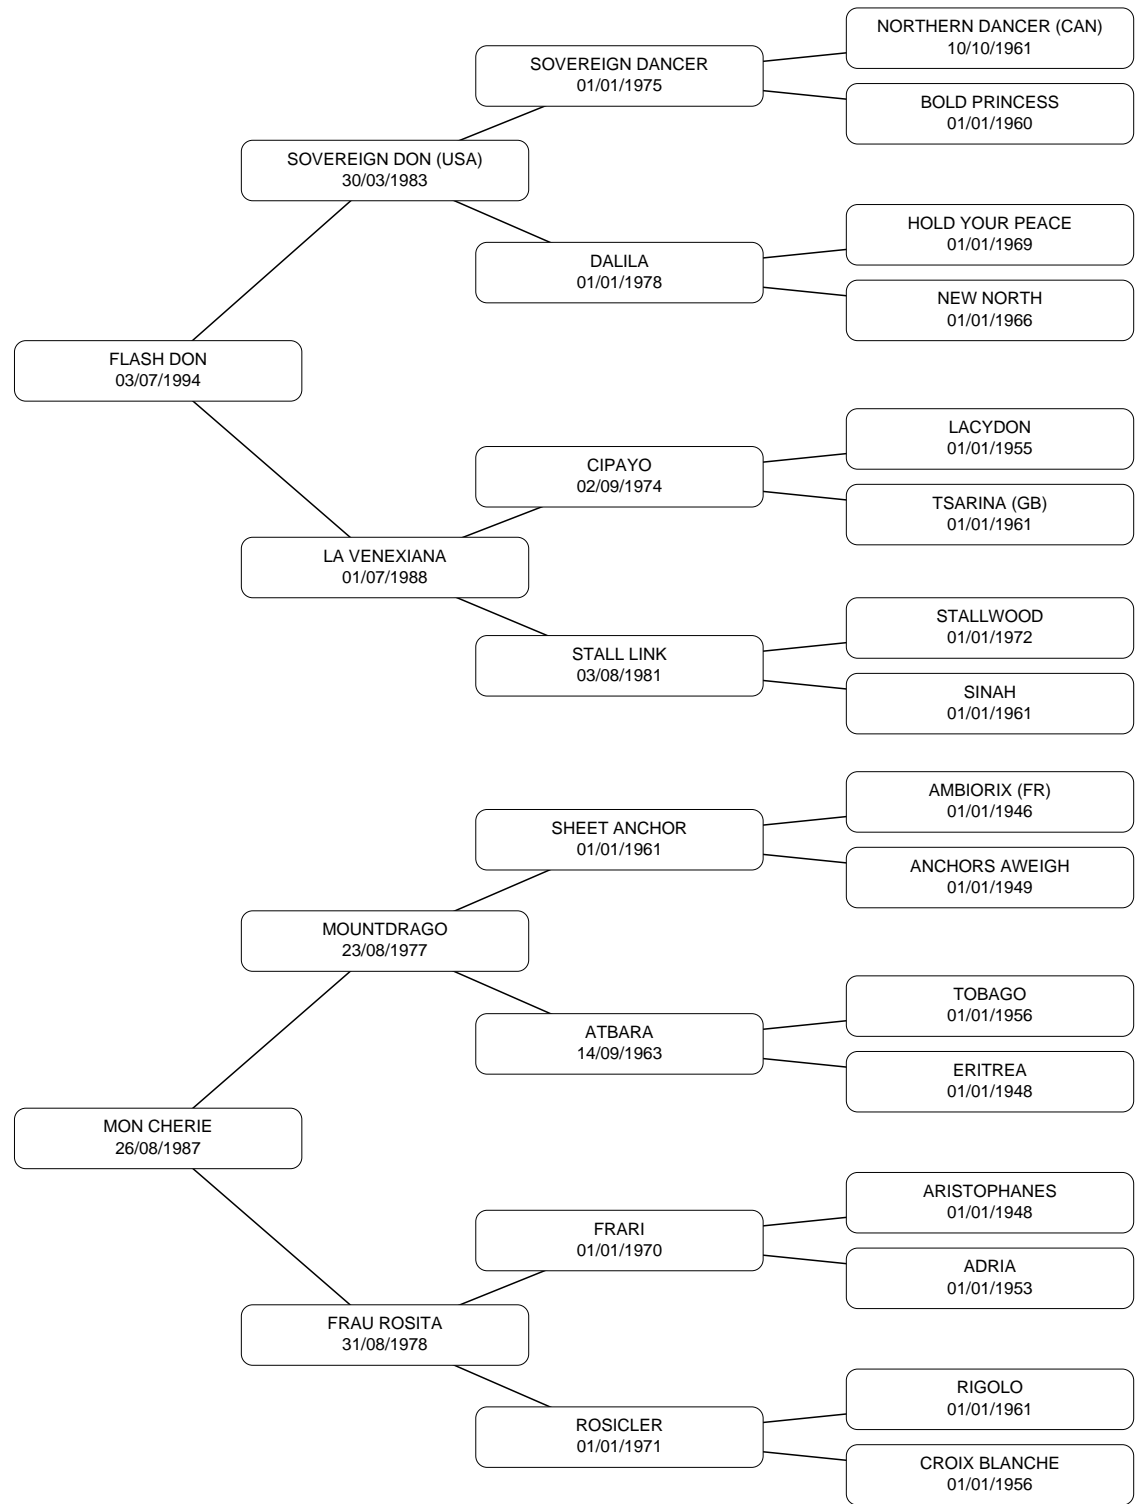 NORTHERN DANCER (CAN)
10/10/1961
SOVEREIGN DANCER
01/01/1975
BOLD PRINCESS
01/01/1960
SOVEREIGN DON (USA)
30/03/1983
HOLD YOUR PEACE
01/01/1969
DALILA
01/01/1978
NEW NORTH
01/01/1966
FLASH DON
03/07/1994
LACYDON
01/01/1955
CIPAYO
02/09/1974
TSARINA (GB)
01/01/1961
LA VENEXIANA
01/07/1988
STALLWOOD
01/01/1972
STALL LINK
03/08/1981
SINAH
01/01/1961
AMBIORIX (FR)
01/01/1946
SHEET ANCHOR
01/01/1961
ANCHORS AWEIGH
01/01/1949
MOUNTDRAGO
23/08/1977
TOBAGO
01/01/1956
ATBARA
14/09/1963
ERITREA
01/01/1948
MON CHERIE
26/08/1987
ARISTOPHANES
01/01/1948
FRARI
01/01/1970
ADRIA
01/01/1953
FRAU ROSITA
31/08/1978
RIGOLO
01/01/1961
ROSICLER
01/01/1971
CROIX BLANCHE
01/01/1956